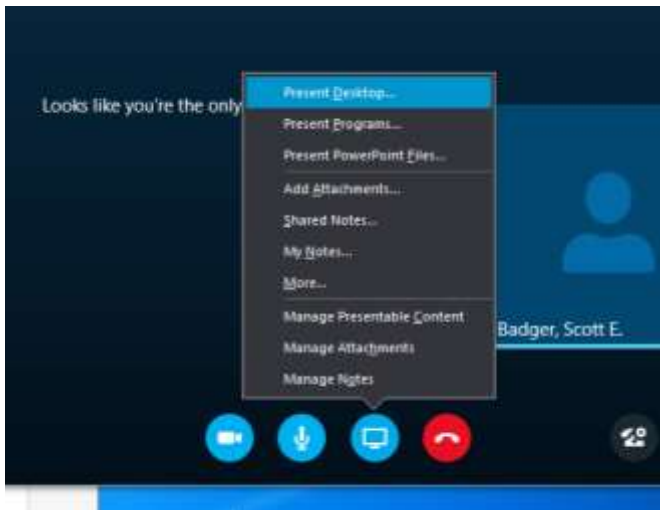 Looks like you're the only
Present Desktop...
Present Programs...
Present PowerPoint Files...
Add Attachments...
Shared Notes...
My Notes...
More...
Manage Presentable Content
Manage Attachments
Manage Notes
Badger, Scott E.